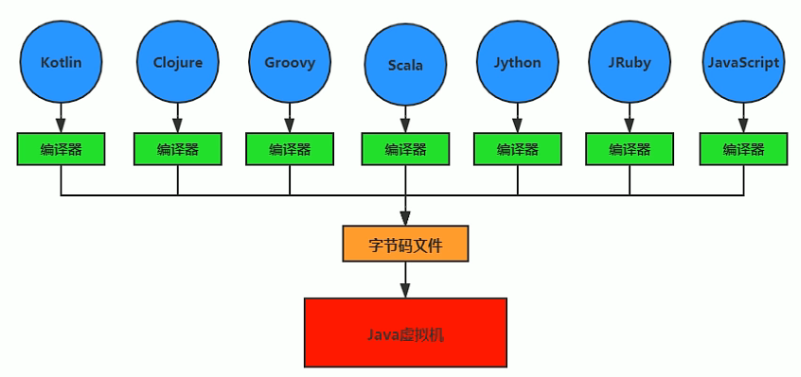 Kotlin
Clojure
Groovy
Scala
Jython
JRuby
JavaScript
编译器
编译器
编译器
编译器
编译器
编译器
编译器
字节码文件
Java虚拟机